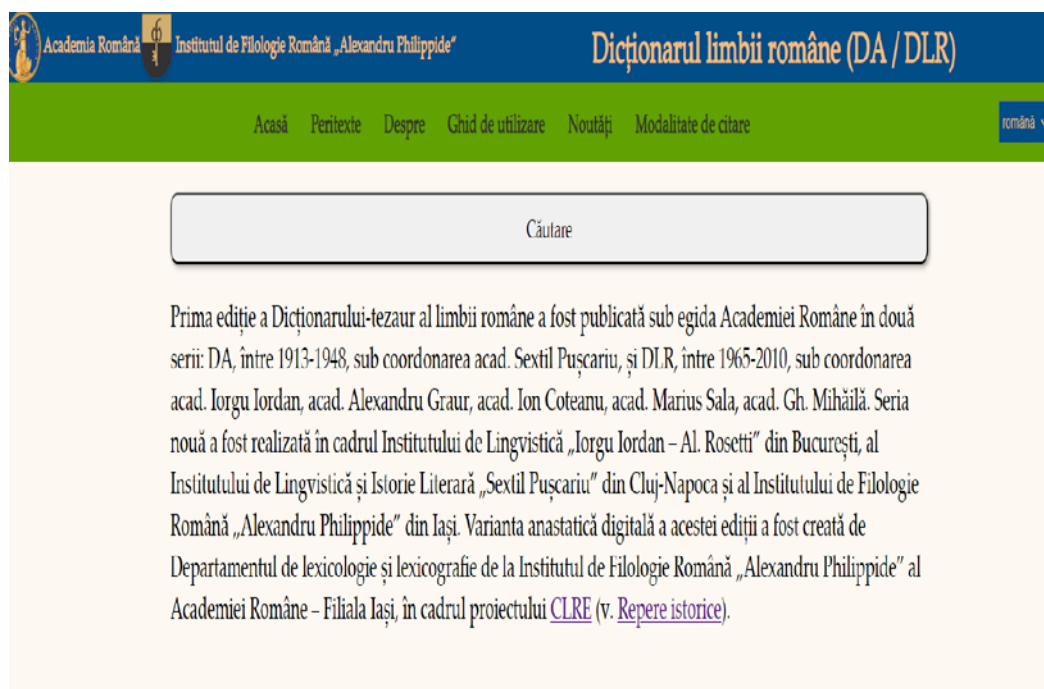 Academia Română Institutul de Filologie Română „Alexandru Philippide” Dicționarul limbii române (DA / DLR)
Acasă Peritexte Despre Ghid de utilizare Noutăți Modalitate de citare română
Căutare
Prima ediție a Dicționarului-tezaur al limbii române a fost publicată sub egida Academiei Române în două
serii: DA, între 1913-1948, sub coordonarea acad. Sextil Pușcariu, și DLR, între 1965-2010, sub coordonarea
acad. Iorgu Iordan, acad. Alexandru Graur, acad. Ion Coteanu, acad. Marius Sala, acad. Gh. Mihăilă. Seria
nouă a fost realizată în cadrul Institutului de Lingvistică „Iorgu Iordan – Al. Rosetti” din București, al
Institutului de Lingvistică și Istorie Literară „Sextil Pușcariu” din Cluj-Napoca și al Institutului de Filologie
Română „Alexandru Philippide” din Iași. Varianta anastatică digitală a acestei ediții a fost creată de
Departamentul de lexicologie și lexicografie de la Institutul de Filologie Română „Alexandru Philippide” al
Academiei Române – Filiala Iași, în cadrul proiectului CLRE (v. Repere istorice).